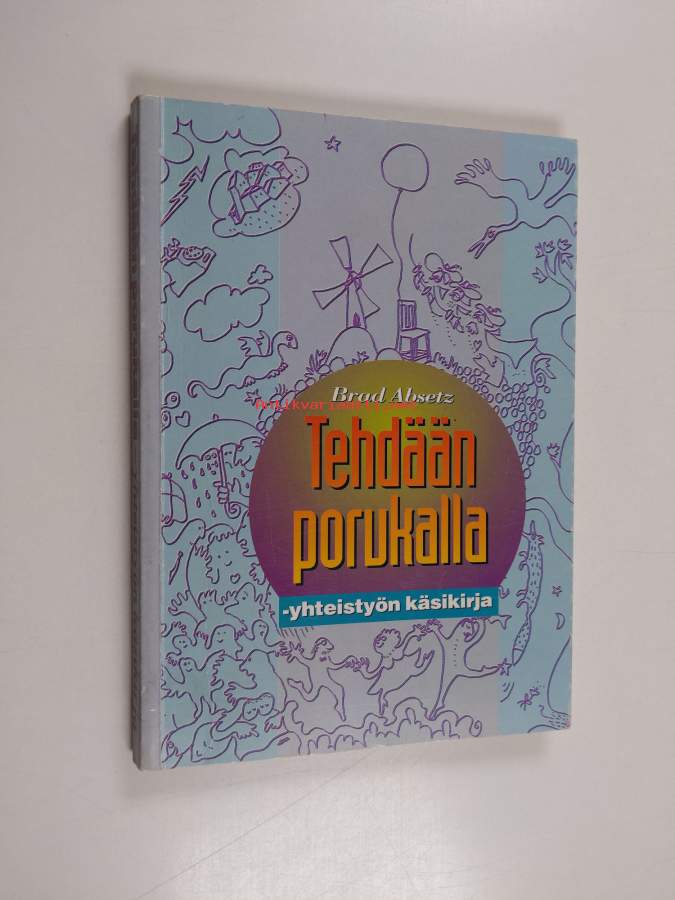 Brad Absetz
Tehdään
porukalla
-yhteistyön käsikirja